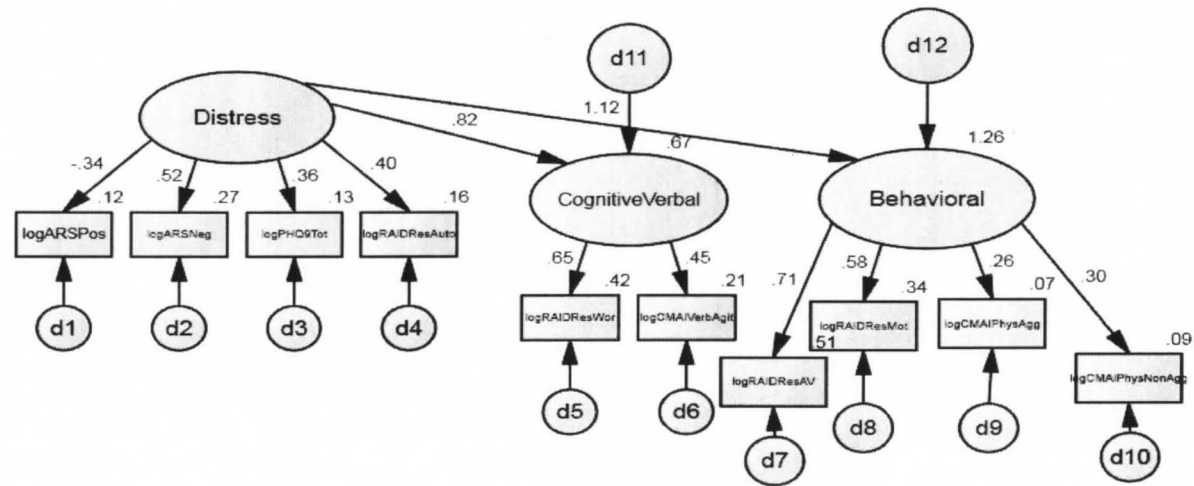 d11
d12
Distress
1.12
.82
.67
1.26
CognitiveVerbal
Behavioral
-.34
.52
.36
.40
.12
.27
.13
.16
logARSPos
logARSNeg
logPHQ9Tot
logRAIDResAuto
d1
d2
d3
d4
.65
.45
.42
.21
logRAIDResWor
logCMAIVerbAgit
d5
d6
.71
.58
.26
.30
.51
.34
.07
.09
logRAIDResAV
logRAIDResMot
logCMAIPhysAgg
logCMAIPhysNonAgg
d7
d8
d9
d10